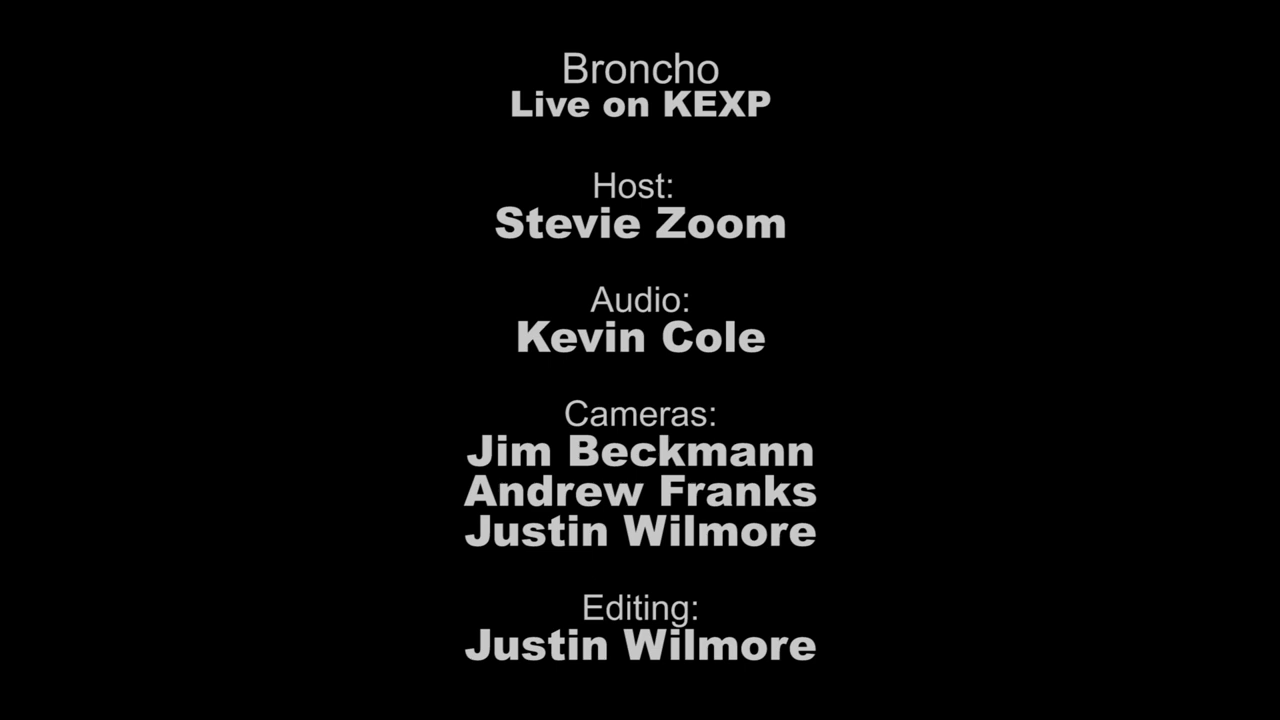 Broncho
Live on KEXP
Host:
Stevie Zoom
Audio:
Kevin Cole
Cameras:
Jim Beckmann
Andrew Franks
Justin Wilmore
Editing:
Justin Wilmore